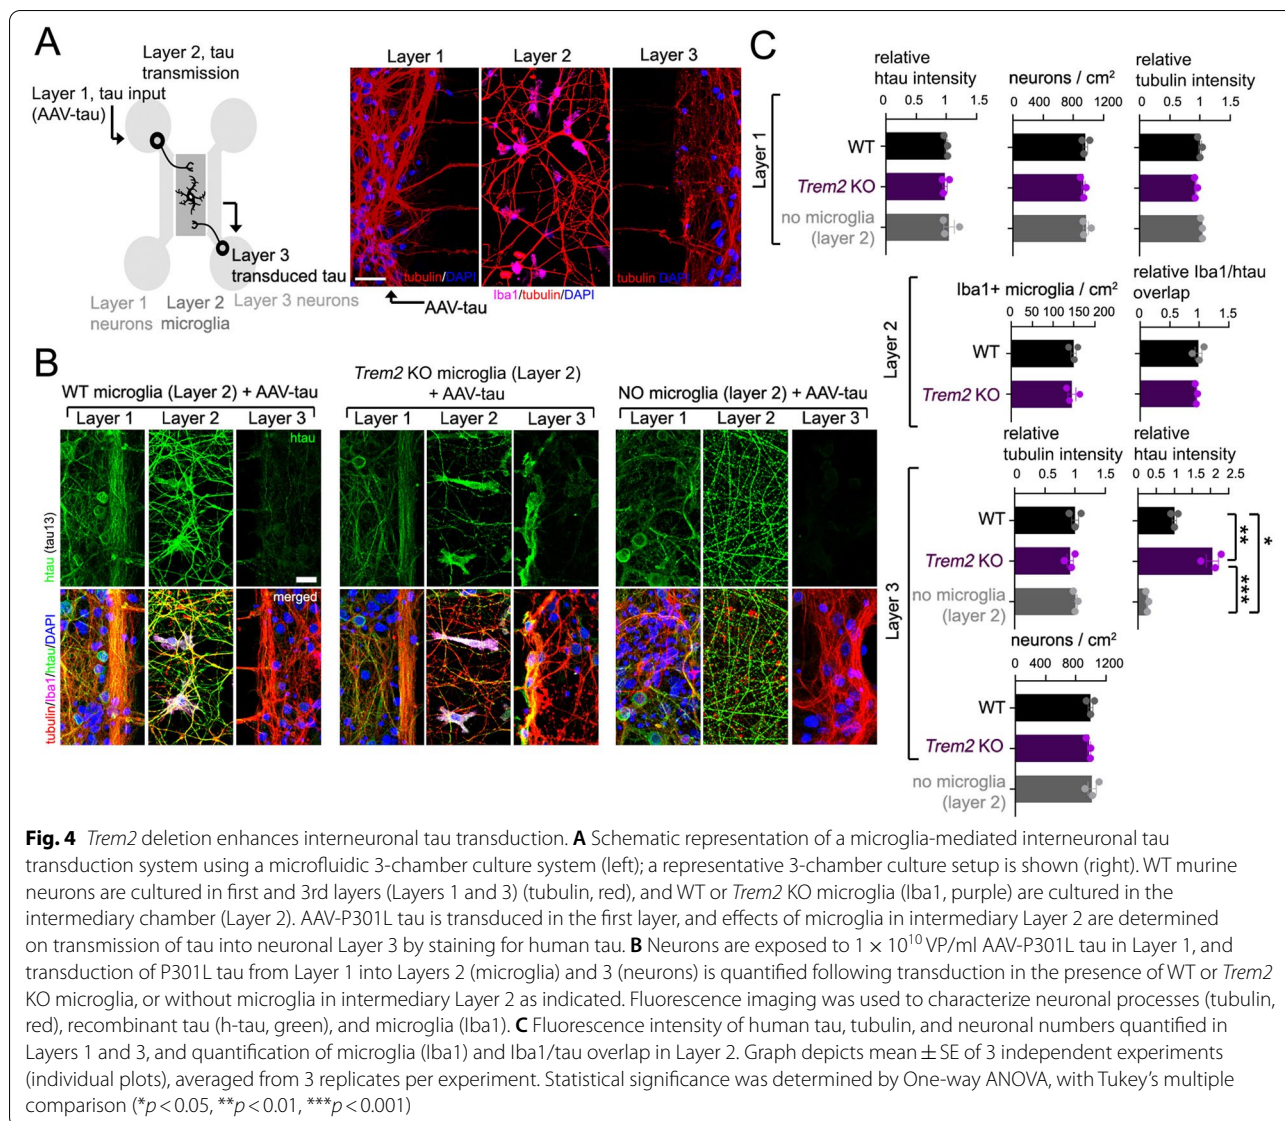 A
Layer 2, tau
transmission
Layer 1, tau input
(AAV-tau)
Layer 3
transduced tau
Layer 1
neurons
Layer 2
microglia
Layer 3 neurons
Layer 1
Layer 2
Layer 3
tubulin/DAPI
Iba1/tubulin/DAPI
tubulin DAPI
AAV-tau
B
WT microglia (Layer 2) + AAV-tau
Layer 1
Layer 2
Layer 3
Trem2 KO microglia (Layer 2)
+ AAV-tau
Layer 1
Layer 2
Layer 3
NO microglia (layer 2) + AAV-tau
Layer 1
Layer 2
Layer 3
htau
htau (tau13)
merged
tubulin/Iba1/htau/DAPI
C
relative
htau intensity
0 0.5 1 1.5
neurons / cm²
0 400 800 1200
relative
tubulin intensity
0 0.5 1 1.5
Layer 1
WT
Trem2 KO
no microglia
(layer 2)
Iba1+ microglia / cm²
0 50 100 150 200
relative Iba1/htau
overlap
0 0.5 1 1.5
Layer 2
WT
Trem2 KO
relative
tubulin intensity
0 0.5 1 1.5
relative
htau intensity
0 0.5 1 1.5 2 2.5
Layer 3
WT
Trem2 KO
no microglia
(layer 2)
**
***
*
neurons / cm²
0 400 800 1200
WT
Trem2 KO
no microglia
(layer 2)
Fig. 4 Trem2 deletion enhances interneuronal tau transduction. A Schematic representation of a microglia-mediated interneuronal tau
transduction system using a microfluidic 3-chamber culture system (left); a representative 3-chamber culture setup is shown (right). WT murine
neurons are cultured in first and 3rd layers (Layers 1 and 3) (tubulin, red), and WT or Trem2 KO microglia (Iba1, purple) are cultured in the
intermediary chamber (Layer 2). AAV-P301L tau is transduced in the first layer, and effects of microglia in intermediary Layer 2 are determined
on transmission of tau into neuronal Layer 3 by staining for human tau. B Neurons are exposed to 1 × 10¹⁰ VP/ml AAV-P301L tau in Layer 1, and
transduction of P301L tau from Layer 1 into Layers 2 (microglia) and 3 (neurons) is quantified following transduction in the presence of WT or Trem2
KO microglia, or without microglia in intermediary Layer 2 as indicated. Fluorescence imaging was used to characterize neuronal processes (tubulin,
red), recombinant tau (h-tau, green), and microglia (Iba1). C Fluorescence intensity of human tau, tubulin, and neuronal numbers quantified in
Layers 1 and 3, and quantification of microglia (Iba1) and Iba1/tau overlap in Layer 2. Graph depicts mean ± SE of 3 independent experiments
(individual plots), averaged from 3 replicates per experiment. Statistical significance was determined by One-way ANOVA, with Tukey's multiple
comparison (*p < 0.05, **p < 0.01, ***p < 0.001)